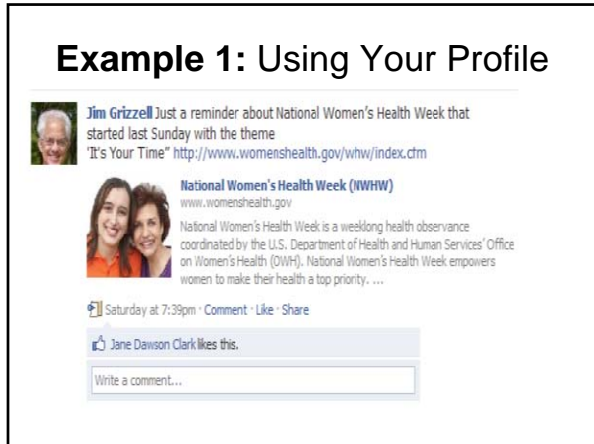 Example 1: Using Your Profile
Jim Grizzell Just a reminder about National Women's Health Week that
started last Sunday with the theme
'It's Your Time" http://www.womenshealth.gov/whw/index.cfm
National Women's Health Week (NWHW)
www.womenshealth.gov
National Women's Health Week is a weeklong health observance
coordinated by the U.S. Department of Health and Human Services' Office
on Women's Health (OWH). National Women's Health Week empowers
women to make their health a top priority. ...
Saturday at 7:39pm · Comment · Like · Share
Jane Dawson Clark likes this.
Write a comment...